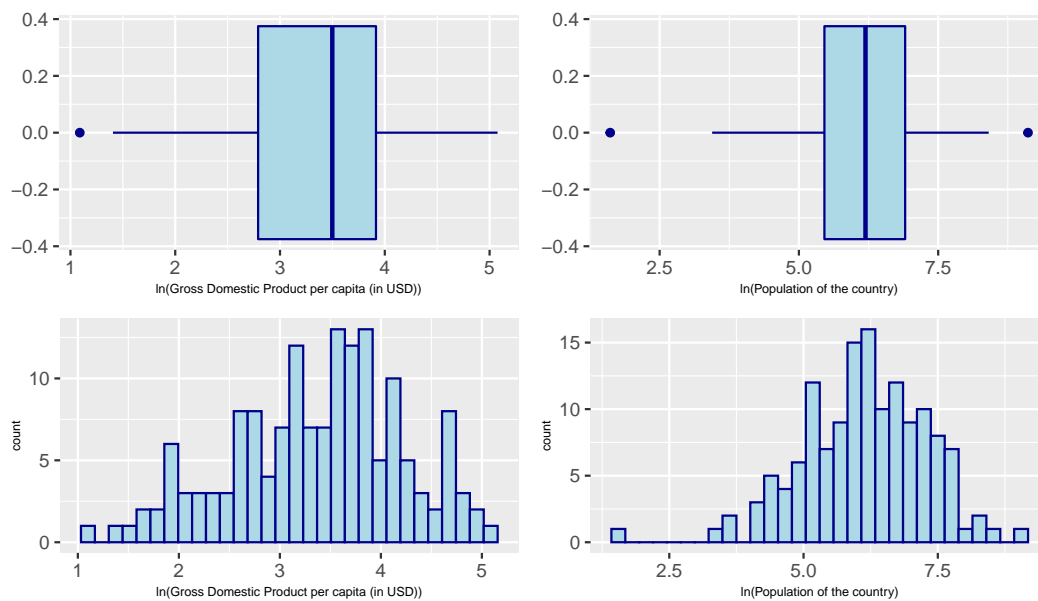 0.4
0.2
0.0
−0.2
−0.4
1 2 3 4 5
ln(Gross Domestic Product per capita (in USD))
0.4
0.2
0.0
−0.2
−0.4
2.5 5.0 7.5
ln(Population of the country)
10
5
0
count
1 2 3 4 5
ln(Gross Domestic Product per capita (in USD))
15
10
5
0
count
2.5 5.0 7.5
ln(Population of the country)